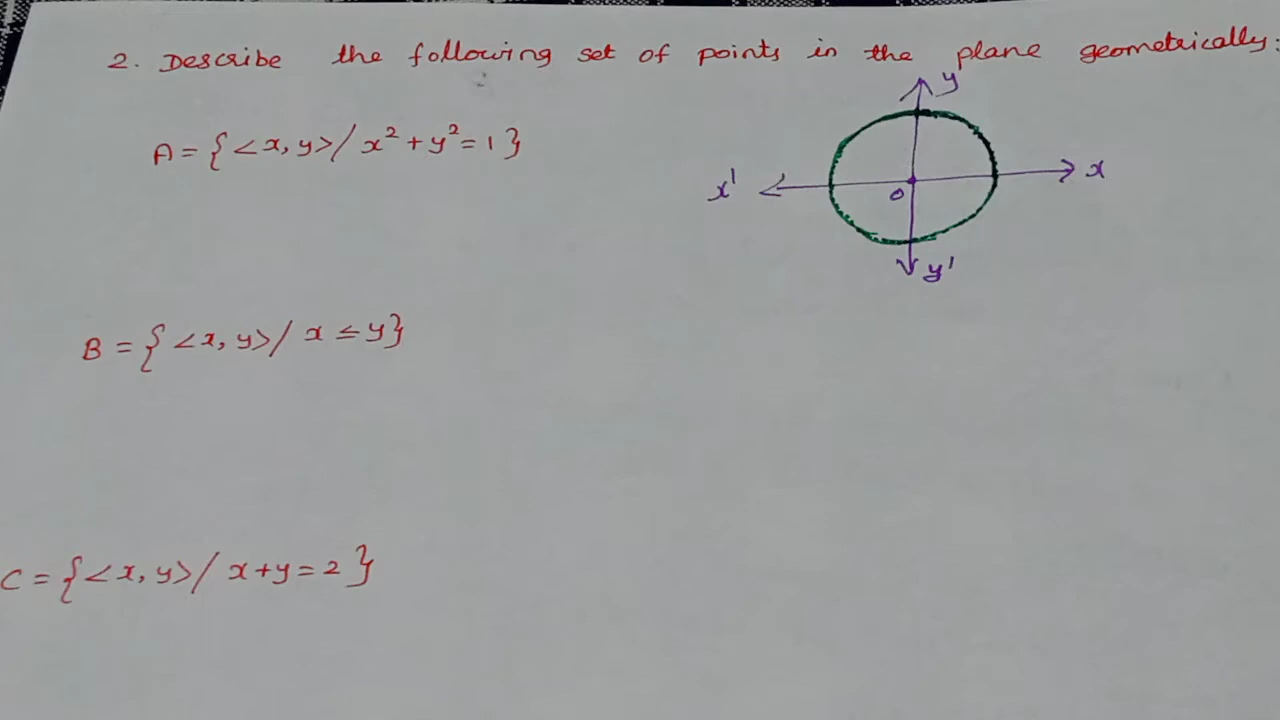 2. Describe the following set of points in the plane geometrically:
A = {<x, y>/ x² + y² = 1}
y
x' O x
y'
B = {<x, y>/ x ≤ y}
C = {<x, y>/ x+y = 2}